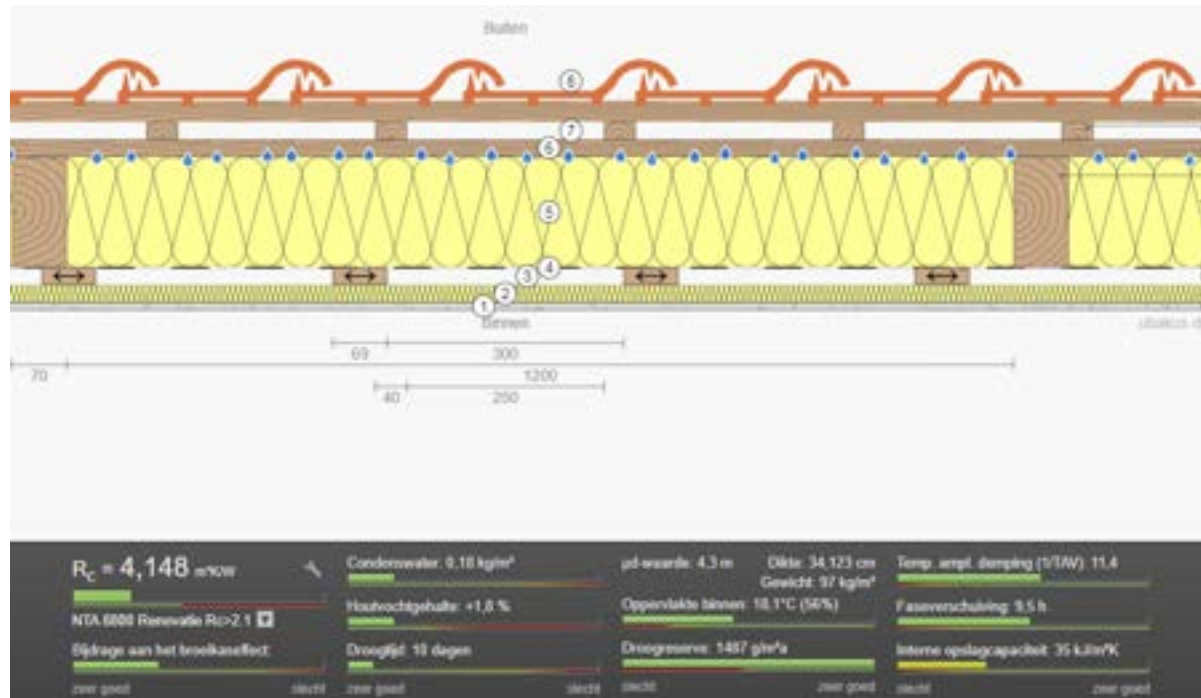 Buiten
8
7
6
5
4
3
2
1
Binnen
69
300
70
1200
40
250
Rc = 4,148 m²K/W
NTA 8800 Renovatie Rc>2.1
Bijdrage aan het broeikaseffect
zeer goed
slecht
Condenswater: 0,18 kg/m²
Houtvochtgehalte: +1,8 %
Droogtijd: 18 dagen
zeer goed
slecht
µd-waarde: 4.3 m
Dikte: 34,123 cm
Gewicht: 97 kg/m²
Oppervlakte binnen: 18,1°C (56%)
Droogreserve: 1487 g/m²a
slecht
zeer goed
Temp. ampl. demping (1/TAV): 11,4
Faseverschuiving: 9,5 h
Interne opslagcapaciteit: 35 kJ/m²K
slecht
zeer goed